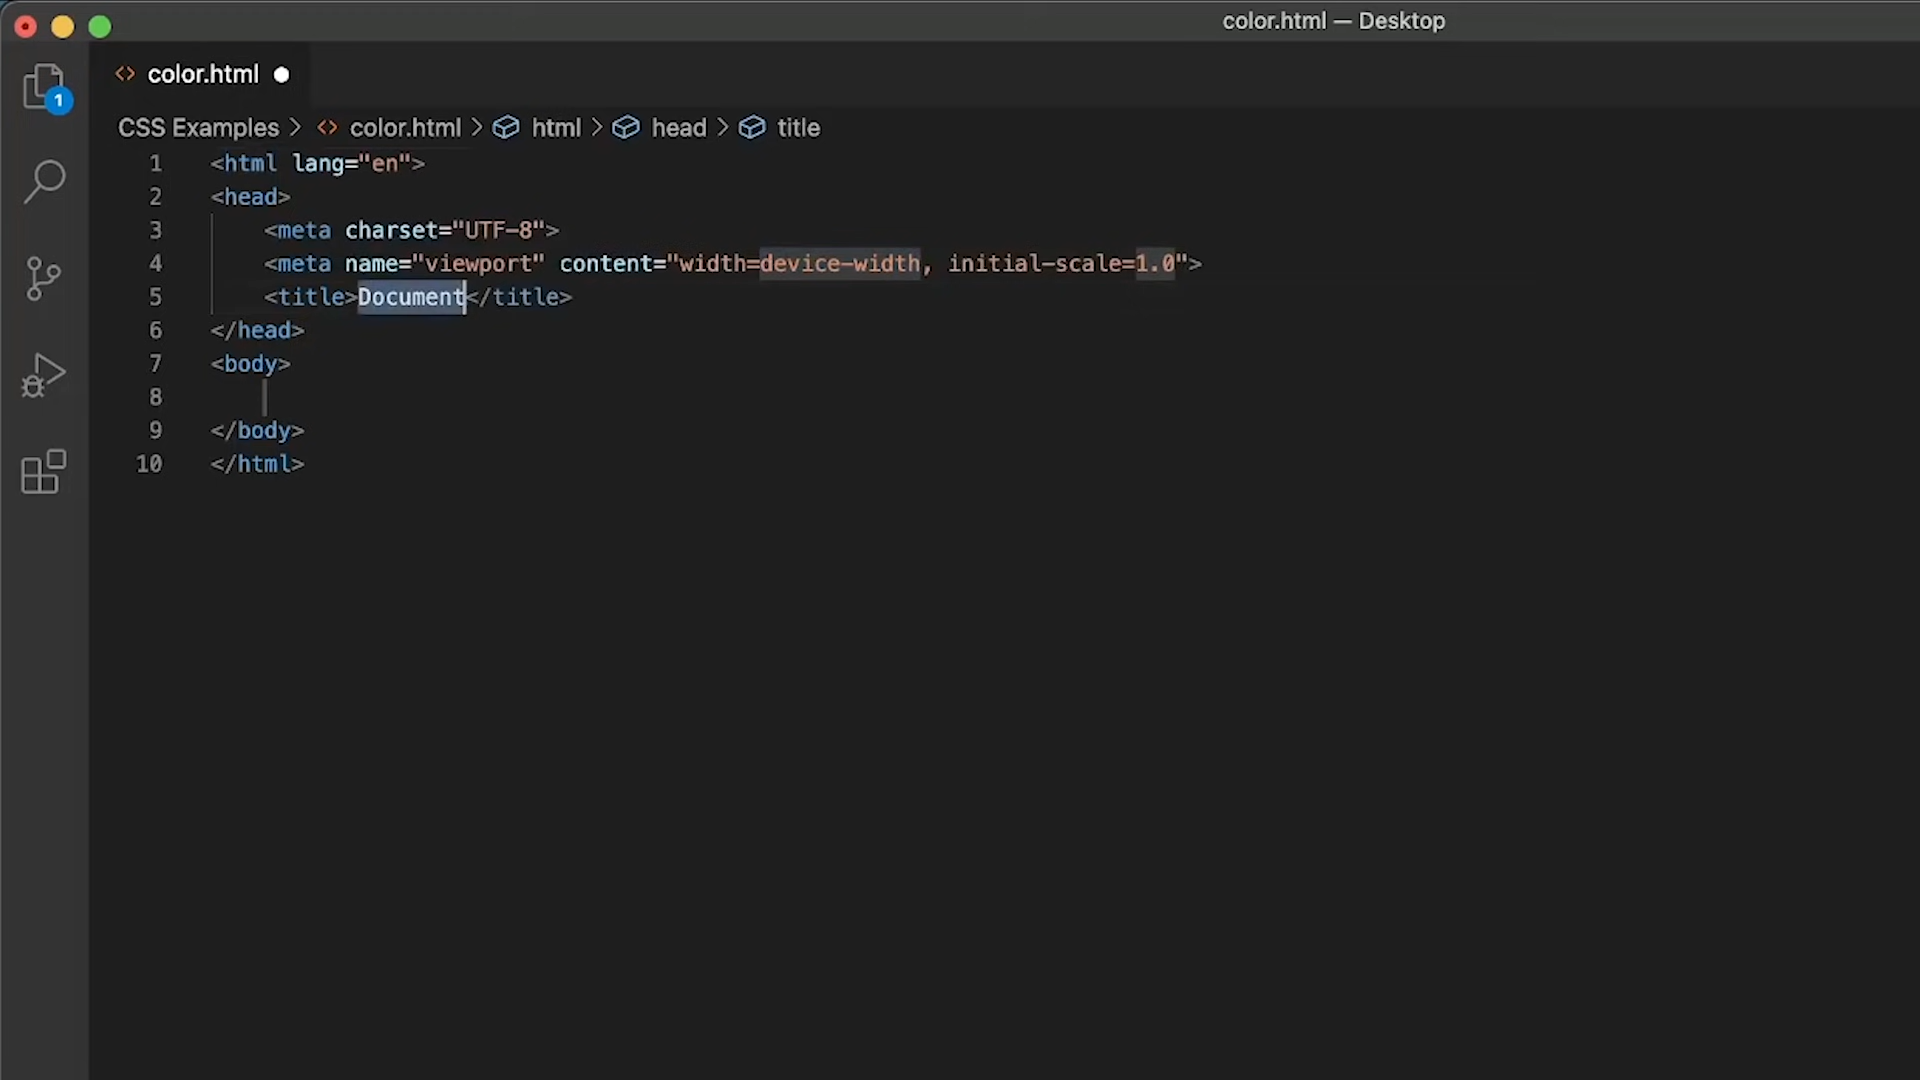 color.html — Desktop
color.html
1
CSS Examples > color.html > html > head > title
1 <html lang="en">
2 <head>
3 <meta charset="UTF-8">
4 <meta name="viewport" content="width=device-width, initial-scale=1.0">
5 <title>Document</title>
6 </head>
7 <body>
8
9 </body>
10 </html>